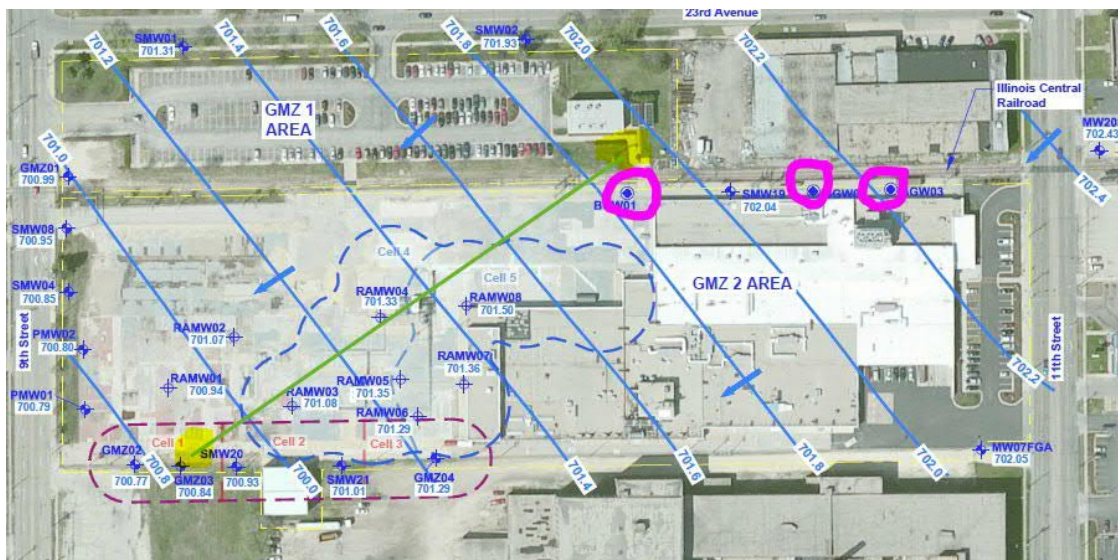 23rd Avenue
SMW01
701.31
701.2
701.4
701.6
SMW02
701.93
701.8
702.0
702.2
Illinois Central
Railroad
MW20
702.43
GMZ 1
AREA
GMZ01
700.99
701.0
702.4
SMW19
702.04
GW03
SMW08
700.95
Cell 4
Cell 5
GMZ 2 AREA
SMW04
700.85
RAMW04
701.33
RAMW08
701.50
9th Street
11th Street
PMW02
700.80
RAMW02
701.07
RAMW07
701.36
702.2
PMW01
700.79
RAMW01
700.94
RAMW03
701.08
RAMW05
701.35
RAMW06
701.29
Cell 1
Cell 2
Cell 3
GMZ02
700.77
700.8
SMW20
700.93
GMZ03
700.84
700.0
SMW21
701.01
GMZ04
701.29
701.4
701.6
701.8
702.0
MW07FGA
702.05